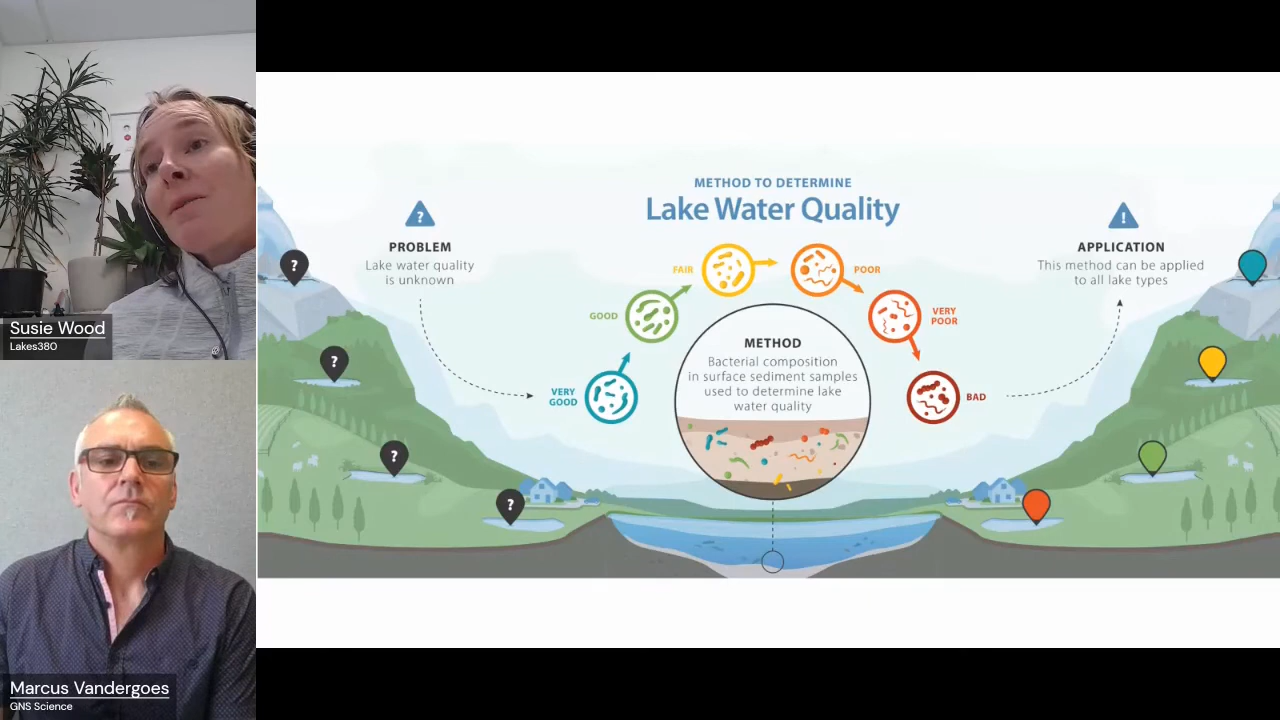 Susie Wood
Lakes380
Marcus Vandergoes
GNS Science
METHOD TO DETERMINE
Lake Water Quality
?
PROBLEM
Lake water quality
is unknown
?
?
?
?
VERY
GOOD
GOOD
FAIR
POOR
VERY
POOR
BAD
METHOD
Bacterial composition
in surface sediment samples
used to determine lake
water quality
!
APPLICATION
This method can be applied
to all lake types